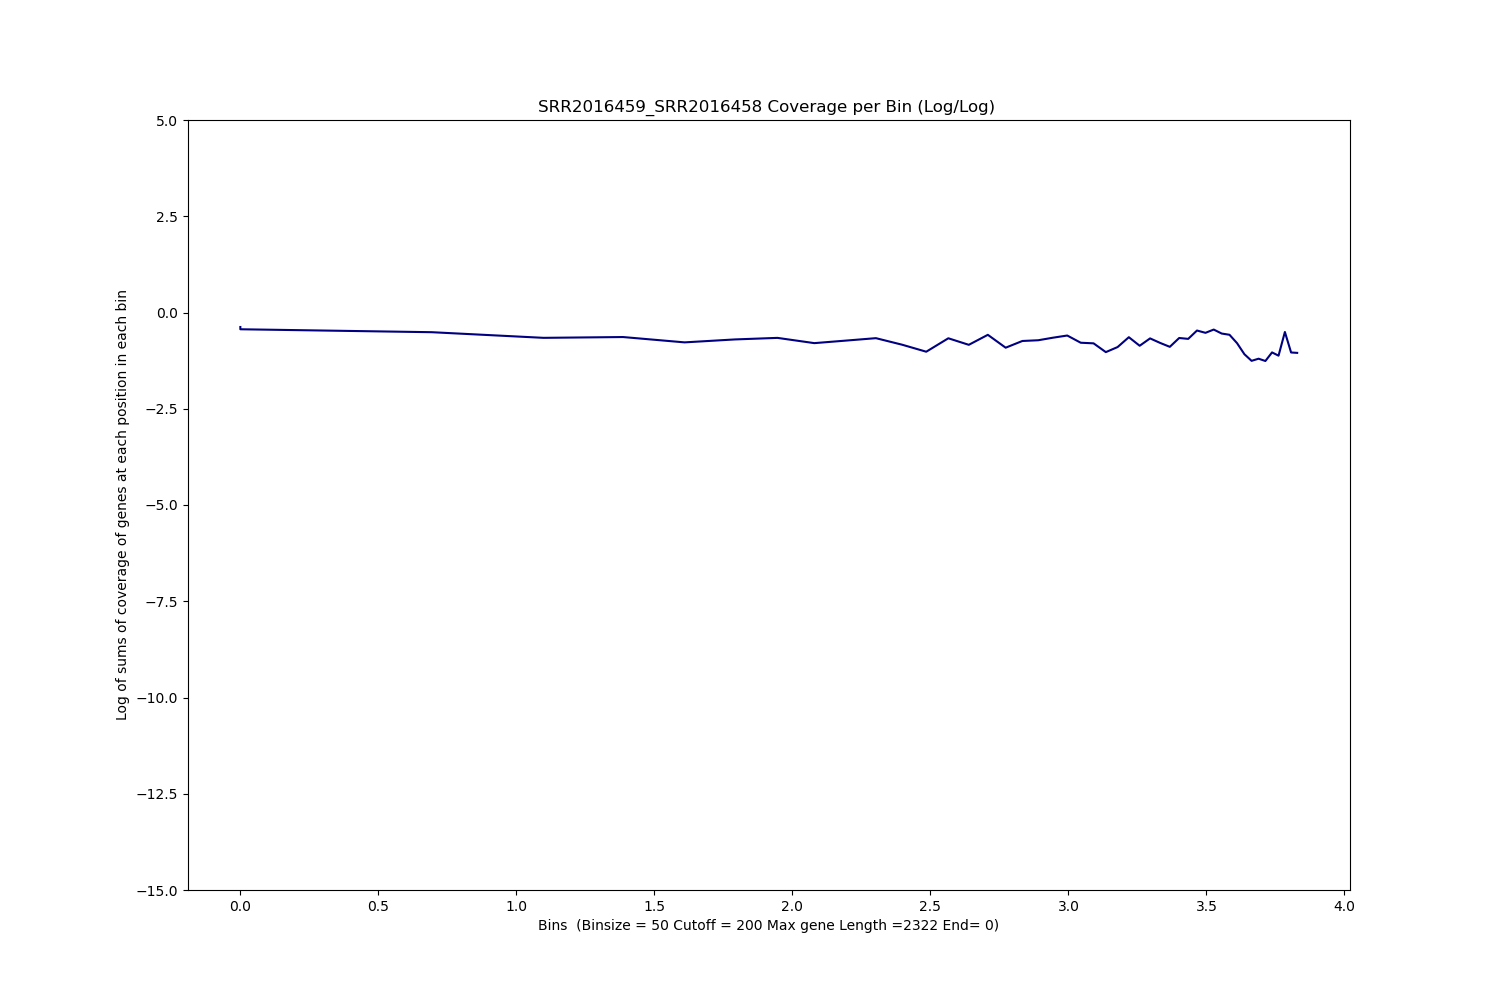 SRR2016459_SRR2016458 Coverage per Bin (Log/Log)
5.0
2.5
0.0
−2.5
−5.0
−7.5
−10.0
−12.5
−15.0
Log of sums of coverage of genes at each position in each bin
0.0 0.5 1.0 1.5 2.0 2.5 3.0 3.5 4.0
Bins  (Binsize = 50 Cutoff = 200 Max gene Length =2322 End= 0)